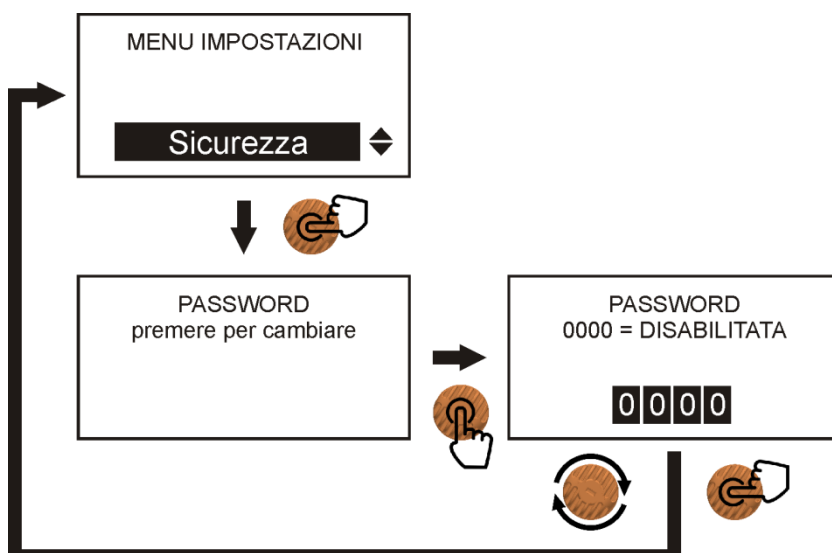 MENU IMPOSTAZIONI
Sicurezza
PASSWORD
premere per cambiare
PASSWORD
0000 = DISABILITATA
0000